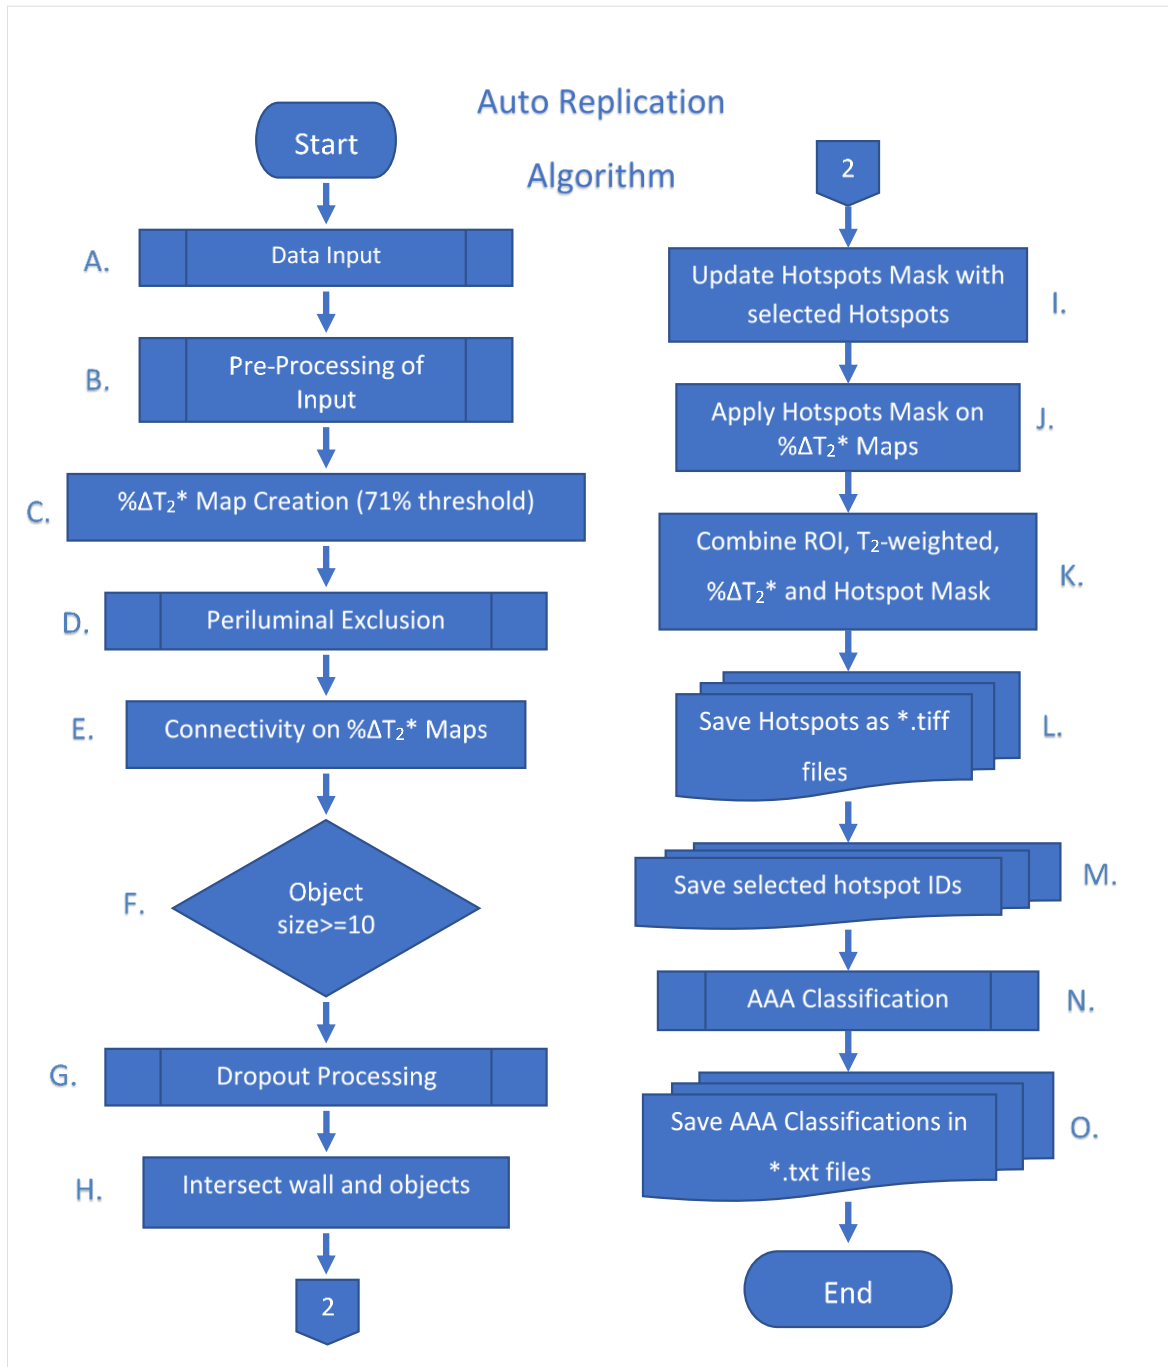 Auto Replication
Algorithm
Start
A.
Data Input
B.
Pre-Processing of
Input
C.
%ΔT₂* Map Creation (71% threshold)
D.
Periluminal Exclusion
E.
Connectivity on %ΔT₂* Maps
F.
Object
size>=10
G.
Dropout Processing
H.
Intersect wall and objects
2
2
Update Hotspots Mask with
selected Hotspots
I.
Apply Hotspots Mask on
%ΔT₂* Maps
J.
Combine ROI, T₂-weighted,
%ΔT₂* and Hotspot Mask
K.
Save Hotspots as *.tiff
files
L.
Save selected hotspot IDs
M.
AAA Classification
N.
Save AAA Classifications in
*.txt files
O.
End